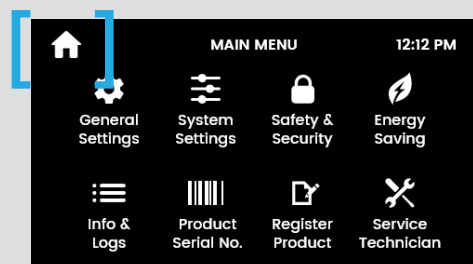 MAIN MENU
12:12 PM
General
Settings
System
Settings
Safety &
Security
Energy
Saving
Info &
Logs
Product
Serial No.
Register
Product
Service
Technician